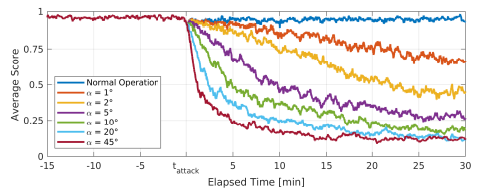 1
0.75
0.5
0.25
0
Average Score
Normal Operation
α = 1°
α = 2°
α = 5°
α = 10°
α = 20°
α = 45°
-15 -10 -5 t_attack 5 10 15 20 25 30
Elapsed Time [min]